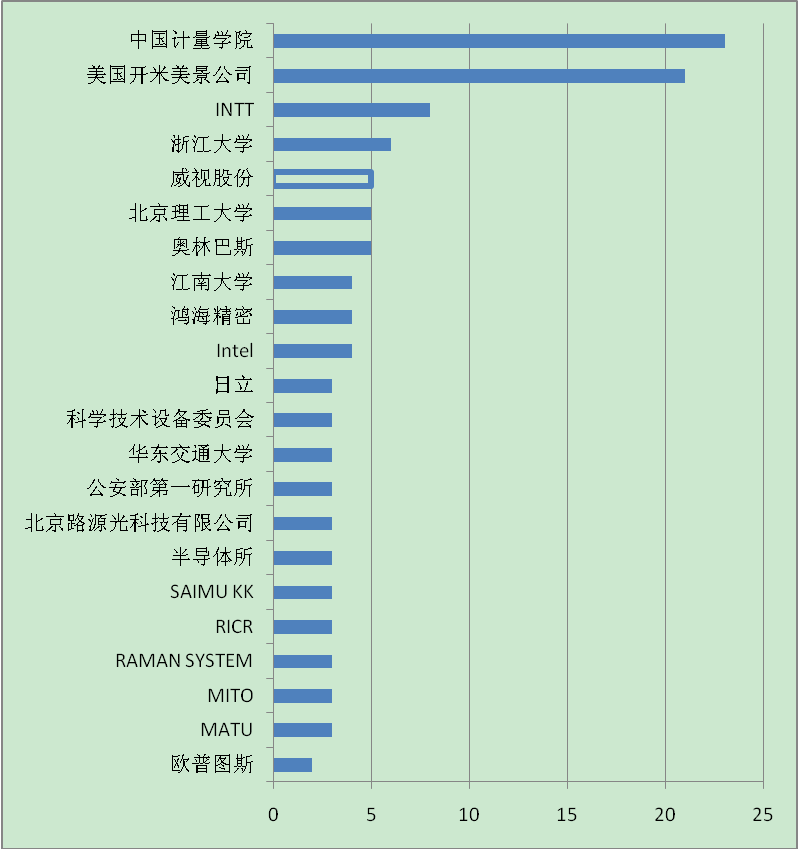 中国计量学院
美国开米美景公司
INTT
浙江大学
威视股份
北京理工大学
奥林巴斯
江南大学
鸿海精密
Intel
日立
科学技术设备委员会
华东交通大学
公安部第一研究所
北京路源光科技有限公司
半导体所
SAIMU KK
RICR
RAMAN SYSTEM
MITO
MATU
欧普图斯
0 5 10 15 20 25